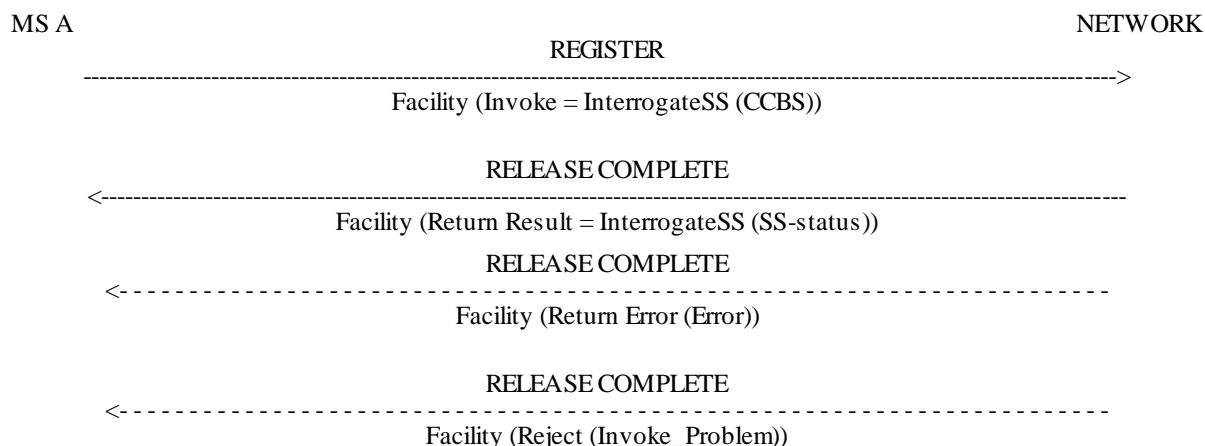 MS A NETWORK
REGISTER
------------------------------------------------------------------------------------------------------------------------------------>
Facility (Invoke = InterrogateSS (CCBS))
RELEASE COMPLETE
<------------------------------------------------------------------------------------------------------------------------------------
Facility (Return Result = InterrogateSS (SS-status))
RELEASE COMPLETE
<- - - - - - - - - - - - - - - - - - - - - - - - - - - - - - - - - - - - - - - - - - - - - - - - - - - - - - - - - - - - - - - - - - - - - - - -
Facility (Return Error (Error))
RELEASE COMPLETE
<- - - - - - - - - - - - - - - - - - - - - - - - - - - - - - - - - - - - - - - - - - - - - - - - - - - - - - - - - - - - - - - - - - - - - - - -
Facility (Reject (Invoke_Problem))